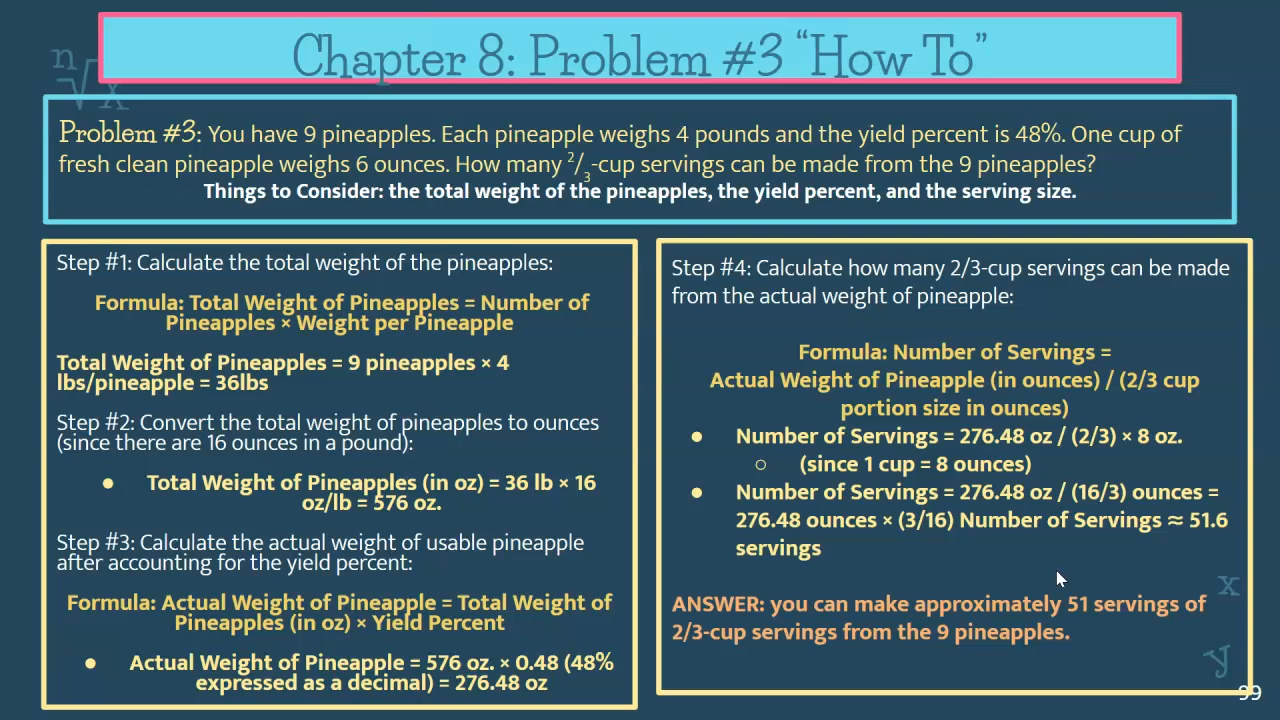 Chapter 8: Problem #3 “How To”
n
√x
Problem #3: You have 9 pineapples. Each pineapple weighs 4 pounds and the yield percent is 48%. One cup of
fresh clean pineapple weighs 6 ounces. How many 2/3-cup servings can be made from the 9 pineapples?
Things to Consider: the total weight of the pineapples, the yield percent, and the serving size.
Step #1: Calculate the total weight of the pineapples:
Formula: Total Weight of Pineapples = Number of
Pineapples × Weight per Pineapple
Total Weight of Pineapples = 9 pineapples × 4
lbs/pineapple = 36lbs
Step #2: Convert the total weight of pineapples to ounces
(since there are 16 ounces in a pound):
● Total Weight of Pineapples (in oz) = 36 lb × 16
oz/lb = 576 oz.
Step #3: Calculate the actual weight of usable pineapple
after accounting for the yield percent:
Formula: Actual Weight of Pineapple = Total Weight of
Pineapples (in oz) × Yield Percent
● Actual Weight of Pineapple = 576 oz. × 0.48 (48%
expressed as a decimal) = 276.48 oz
Step #4: Calculate how many 2/3-cup servings can be made
from the actual weight of pineapple:
Formula: Number of Servings =
Actual Weight of Pineapple (in ounces) / (2/3 cup
portion size in ounces)
● Number of Servings = 276.48 oz / (2/3) × 8 oz.
○ (since 1 cup = 8 ounces)
● Number of Servings = 276.48 oz / (16/3) ounces =
276.48 ounces × (3/16) Number of Servings ≈ 51.6
servings
ANSWER: you can make approximately 51 servings of
2/3-cup servings from the 9 pineapples.
x
y
99